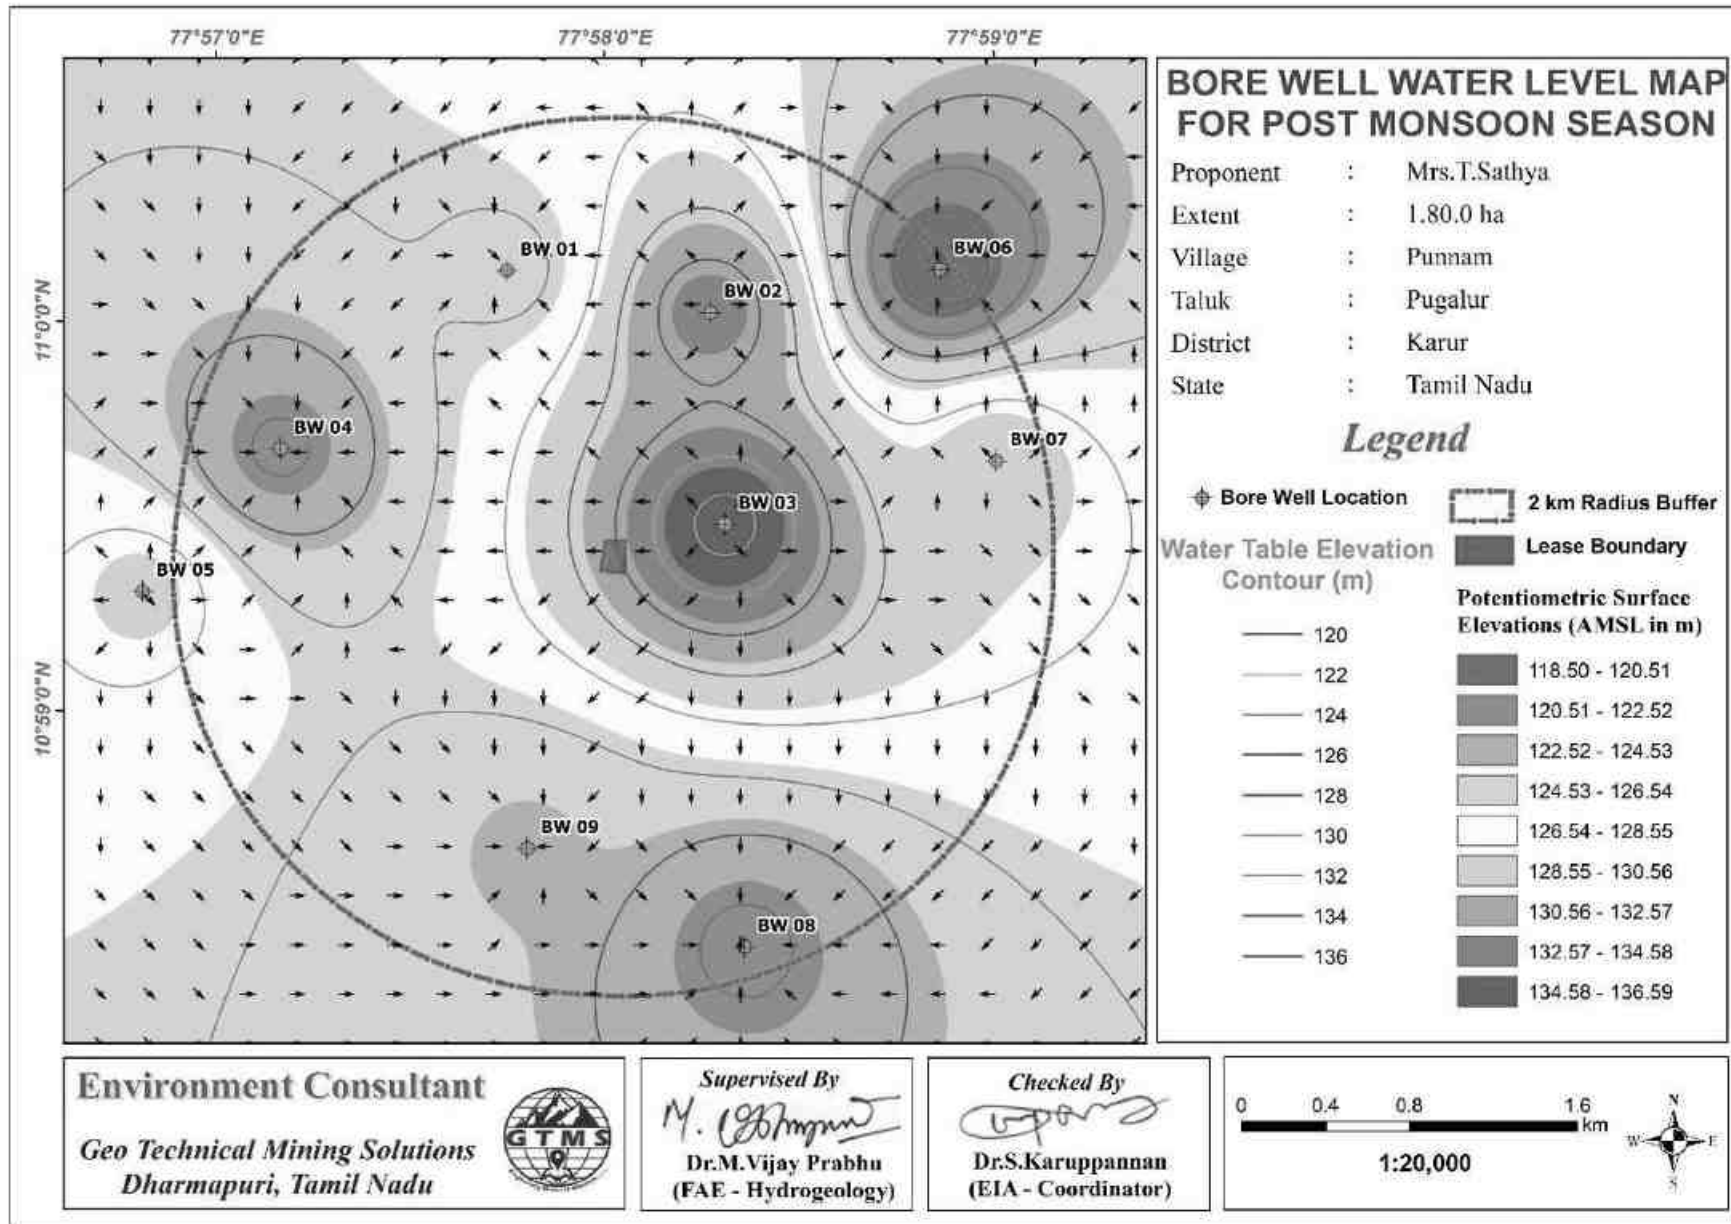 77°57'0"E
77°58'0"E
77°59'0"E
11°0'0"N
10°59'0"N
BW 01
BW 02
BW 06
BW 04
BW 07
BW 03
BW 05
BW 09
BW 08
BORE WELL WATER LEVEL MAP
FOR POST MONSOON SEASON
Proponent : Mrs.T.Sathya
Extent : 1.80.0 ha
Village : Punnam
Taluk : Pugalur
District : Karur
State : Tamil Nadu
Legend
Bore Well Location
2 km Radius Buffer
Lease Boundary
Water Table Elevation
Contour (m)
120
122
124
126
128
130
132
134
136
Potentiometric Surface
Elevations (AMSL in m)
118.50 - 120.51
120.51 - 122.52
122.52 - 124.53
124.53 - 126.54
126.54 - 128.55
128.55 - 130.56
130.56 - 132.57
132.57 - 134.58
134.58 - 136.59
Environment Consultant
Geo Technical Mining Solutions
Dharmapuri, Tamil Nadu
GTMS
Supervised By
Dr.M.Vijay Prabhu
(FAE - Hydrogeology)
Checked By
Dr.S.Karuppannan
(EIA - Coordinator)
0 0.4 0.8 1.6
km
1:20,000
N
W E
S